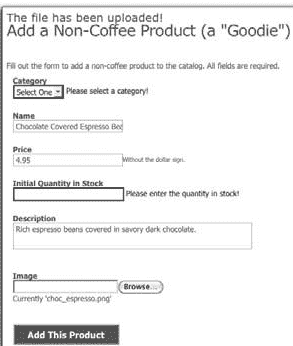 The file has been uploaded!
Add a Non-Coffee Product (a "Goodie")
Fill out the form to add a non-coffee product to the catalog. All fields are required.
Category
Select One Please select a category!
Name
Chocolate Covered Espresso
Price
4.95 Without the dollar sign.
Initial Quantity in Stock
Please enter the quantity in stock!
Description
Rich espresso beans covered in savory dark chocolate.
Image
Browse...
Currently 'choc_espresso.png'
Add This Product